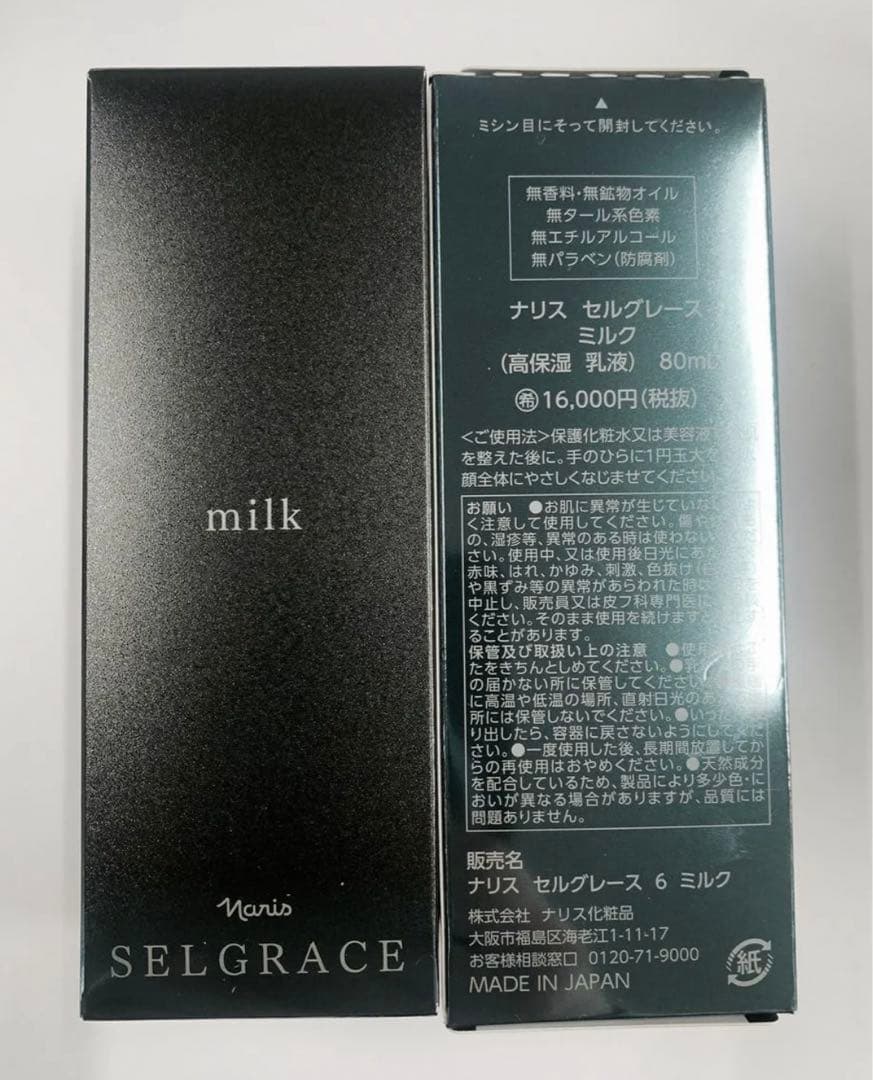 milk
naris
SELGRACE
ミシン目にそって開封してください。
無香料・無鉱物オイル
無タール系色素
無エチルアルコール
無パラベン（防腐剤）
ナリス セルグレース
ミルク
（高保湿 乳液） 80mL
㊒16,000円（税抜）
<ご使用法>保護化粧水又は美容液
を整えた後に。手のひらに1円玉大
顔全体にやさしくなじませてください
お願い ●お肌に異常が生じていな
く注意して使用してください。傷や
の、湿疹等、異常のある時は使わない
さい。使用中、又は使用後日光にあ
赤味、はれ、かゆみ、刺激、色抜け（白
や黒ずみ等の異常があらわれた時は
中止し、販売員又は皮フ科専門医に
ください。そのまま使用を続けますと
ることがあります。
保管及び取扱い上の注意 ●使用
たをきちんとしめてください。●乳
の届かない所に保管してください。
に高温や低温の場所、直射日光のあ
所には保管しないでください。●いった
り出したら、容器に戻さないようにしてくだ
さい。●一度使用した後、長期間放置してか
らの再使用はおやめください。●天然成分
を配合しているため、製品により多少色・に
おいが異なる場合がありますが、品質には
問題ありません。
販売名
ナリス セルグレース 6 ミルク
株式会社 ナリス化粧品
大阪市福島区海老江1-11-17
お客様相談窓口 0120-71-9000
MADE IN JAPAN
紙